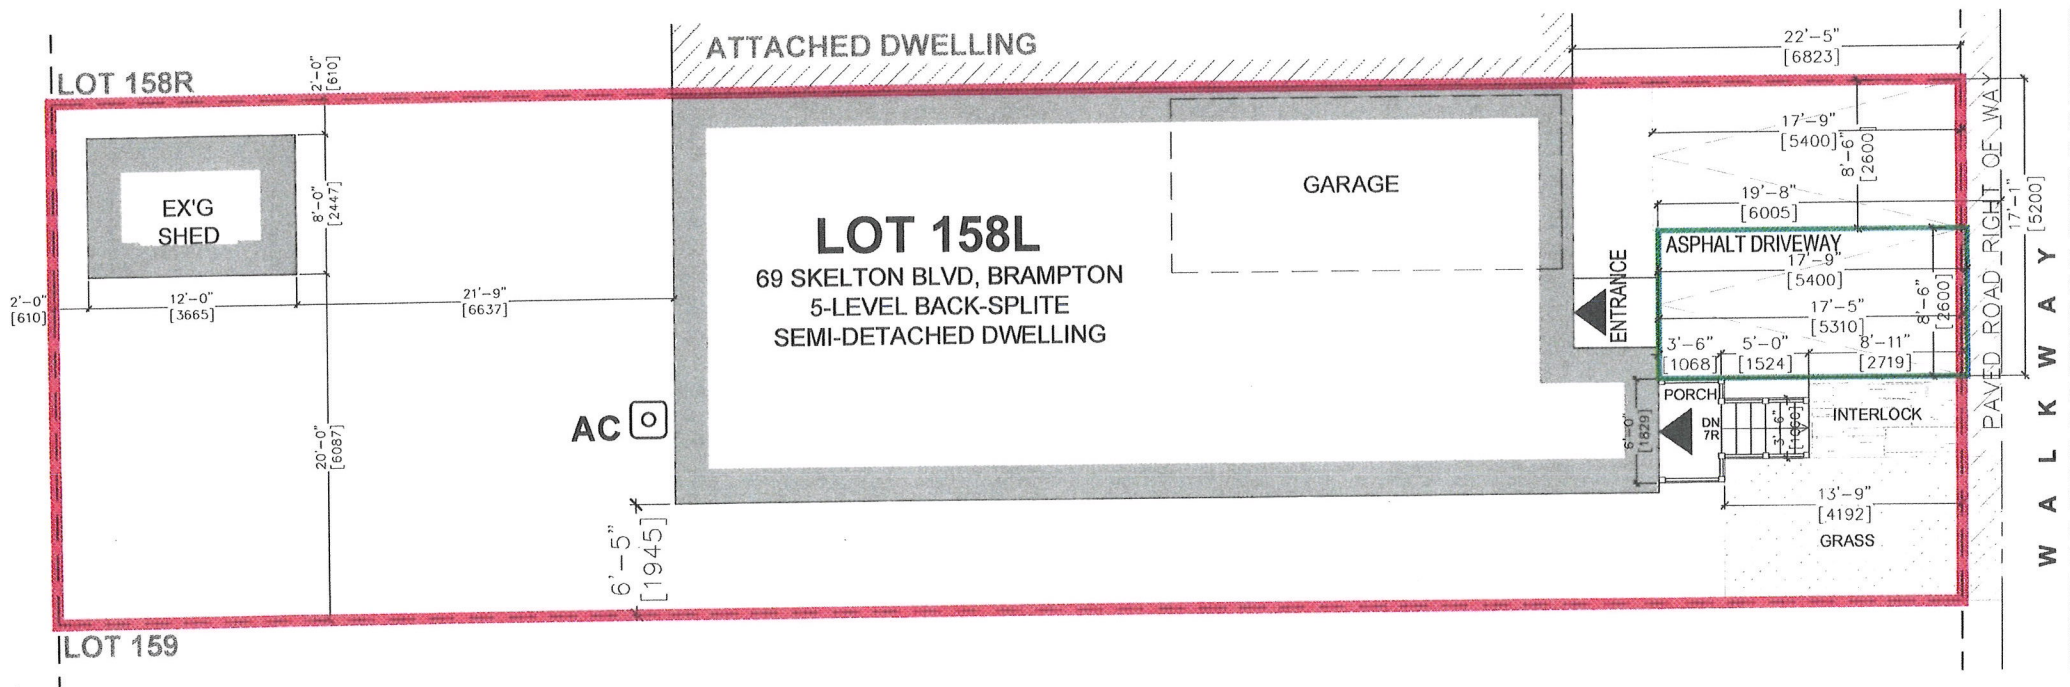 LOT 158R
2'-0"
[610]
ATTACHED DWELLING
22'-5"
[6823]
EX'G
SHED
8'-0"
[2447]
2'-0"
[610]
12'-0"
[3665]
21'-9"
[6637]
20'-0"
[6087]
AC
6'-5"
[1945]
LOT 159
LOT 158L
69 SKELTON BLVD, BRAMPTON
5-LEVEL BACK-SPLITE
SEMI-DETACHED DWELLING
GARAGE
ENTRANCE
17'-9"
[5400]
8'-6"
[2600]
19'-8"
[6005]
ASPHALT DRIVEWAY
17'-9"
[5400]
17'-5"
[5310]
8'-6"
[2600]
3'-6"
[1068]
5'-0"
[1524]
8'-11"
[2719]
17'-1"
[5200]
PORCH
DN
7R
6'-0"
[1829]
3'-6"
INTERLOCK
13'-9"
[4192]
GRASS
PAVED ROAD RIGHT OF WAY
WALKWAY